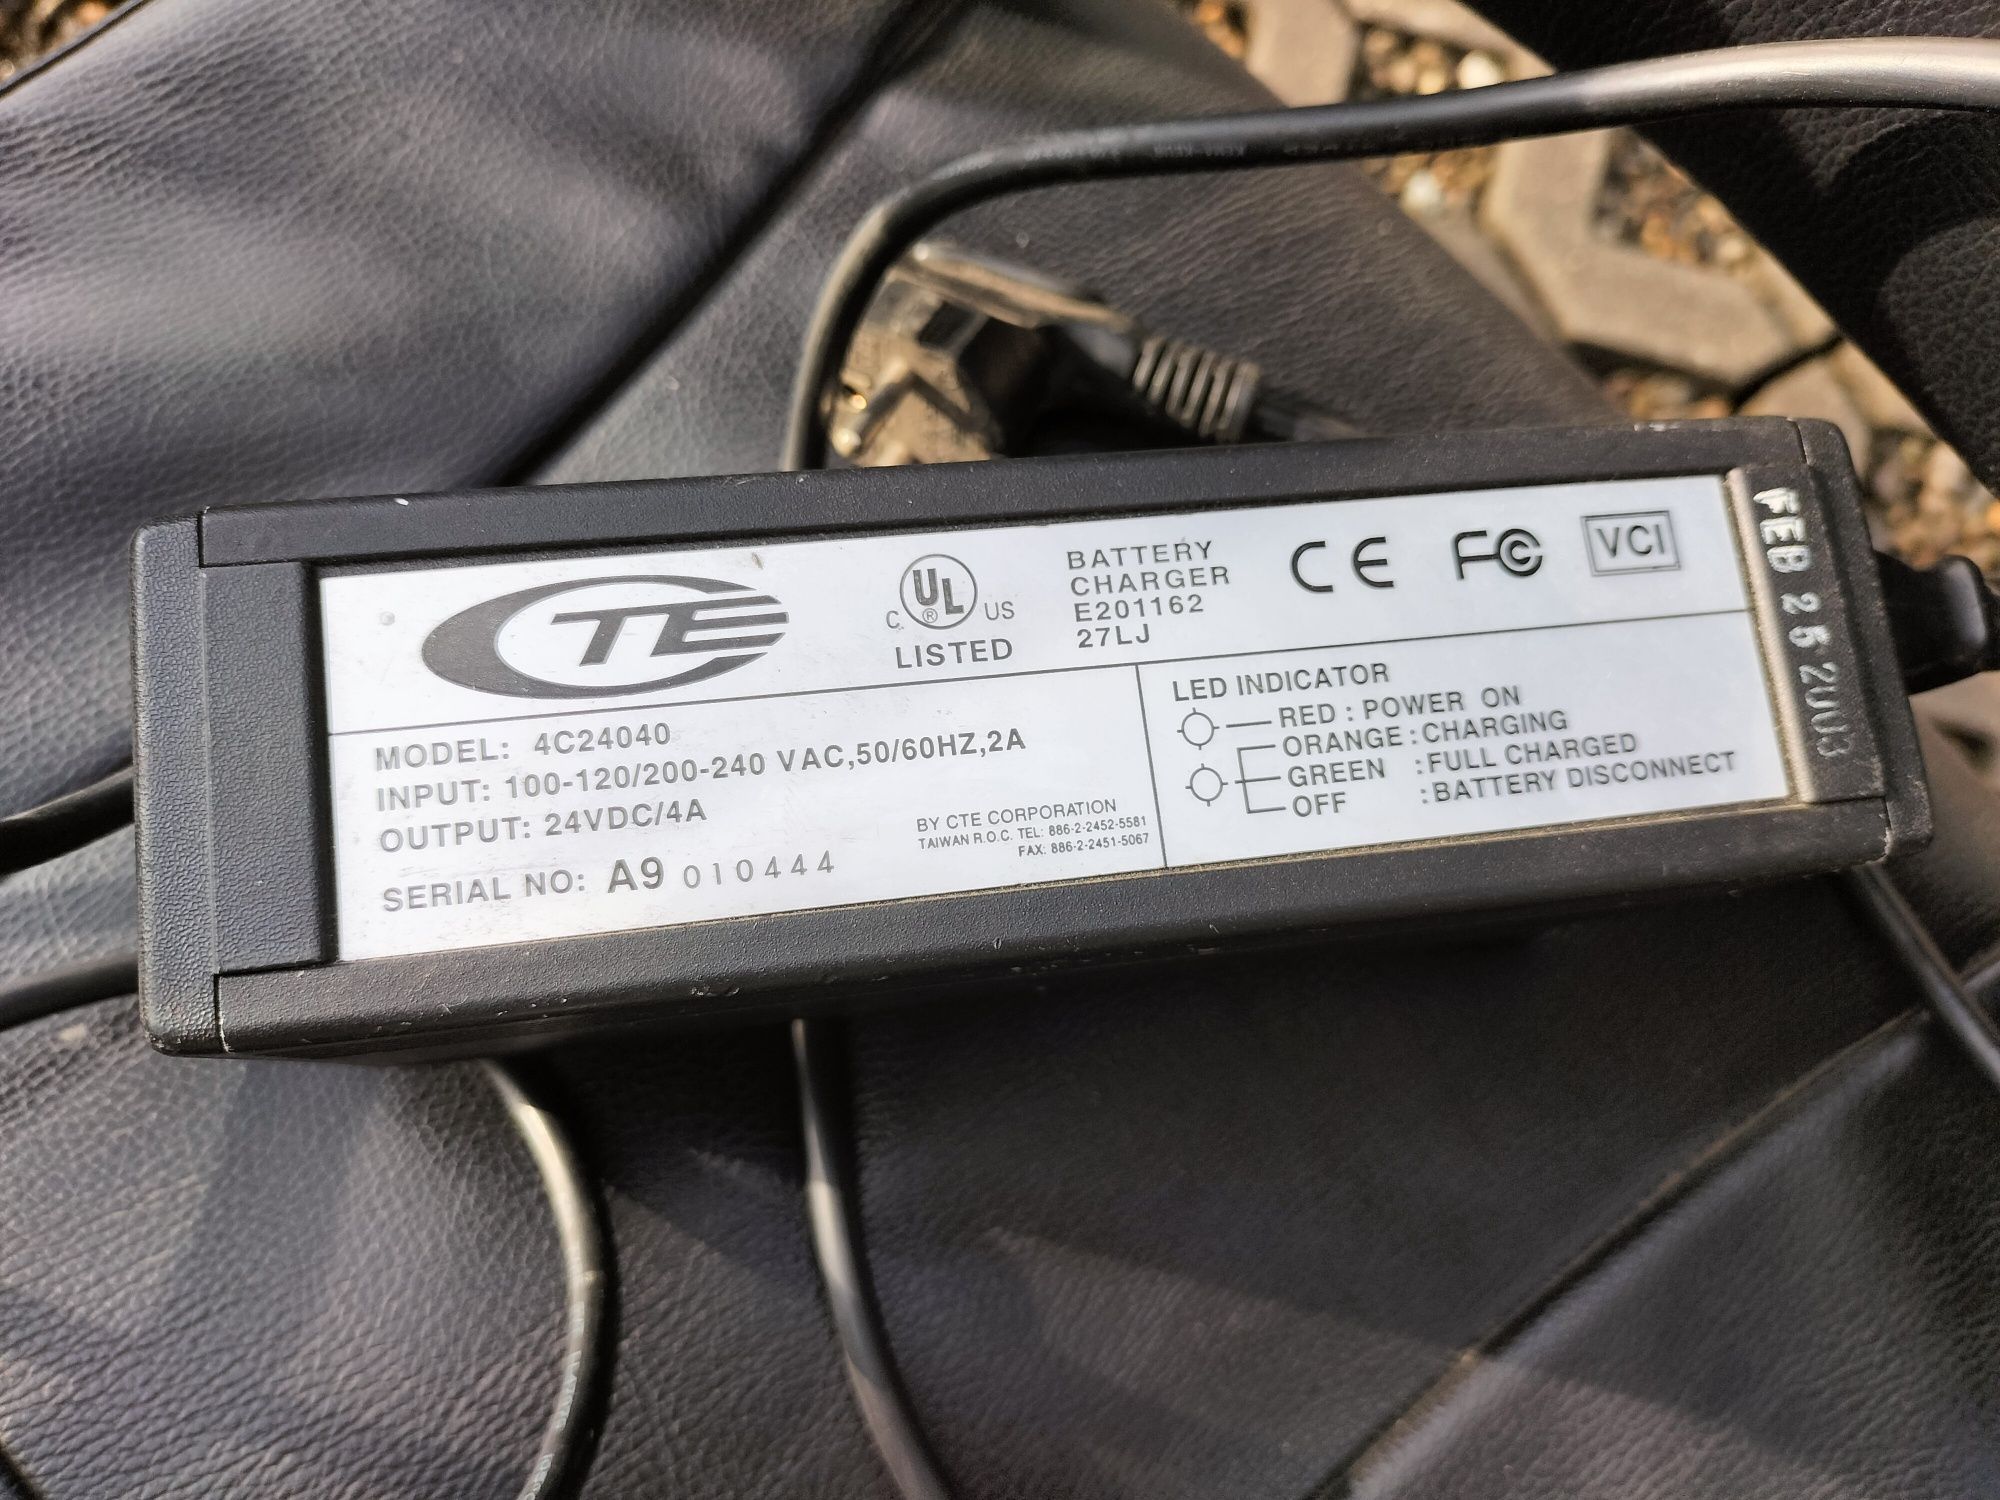 CTE
C UL ® US
LISTED
BATTERY
CHARGER
E201162
27LJ
CE FC VCI
MODEL: 4C24040
INPUT: 100-120/200-240 VAC,50/60HZ,2A
OUTPUT: 24VDC/4A
SERIAL NO: A9 010444
BY CTE CORPORATION
TAIWAN R.O.C. TEL: 886-2-2452-5581
FAX: 886-2-2451-5067
LED INDICATOR
RED : POWER ON
ORANGE : CHARGING
GREEN : FULL CHARGED
OFF : BATTERY DISCONNECT
FEB 25 2003